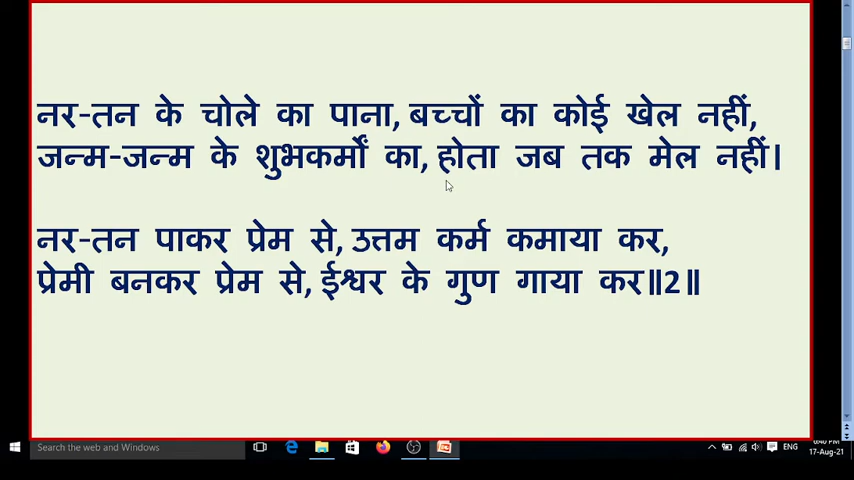 नर-तन के चोले का पाना, बच्चों का कोई खेल नहीं,
जन्म-जन्म के शुभकर्मों का, होता जब तक मेल नहीं।
नर-तन पाकर प्रेम से, उत्तम कर्म कमाया कर,
प्रेमी बनकर प्रेम से, ईश्वर के गुण गाया कर॥2॥
Search the web and Windows
ENG
17-Aug-21